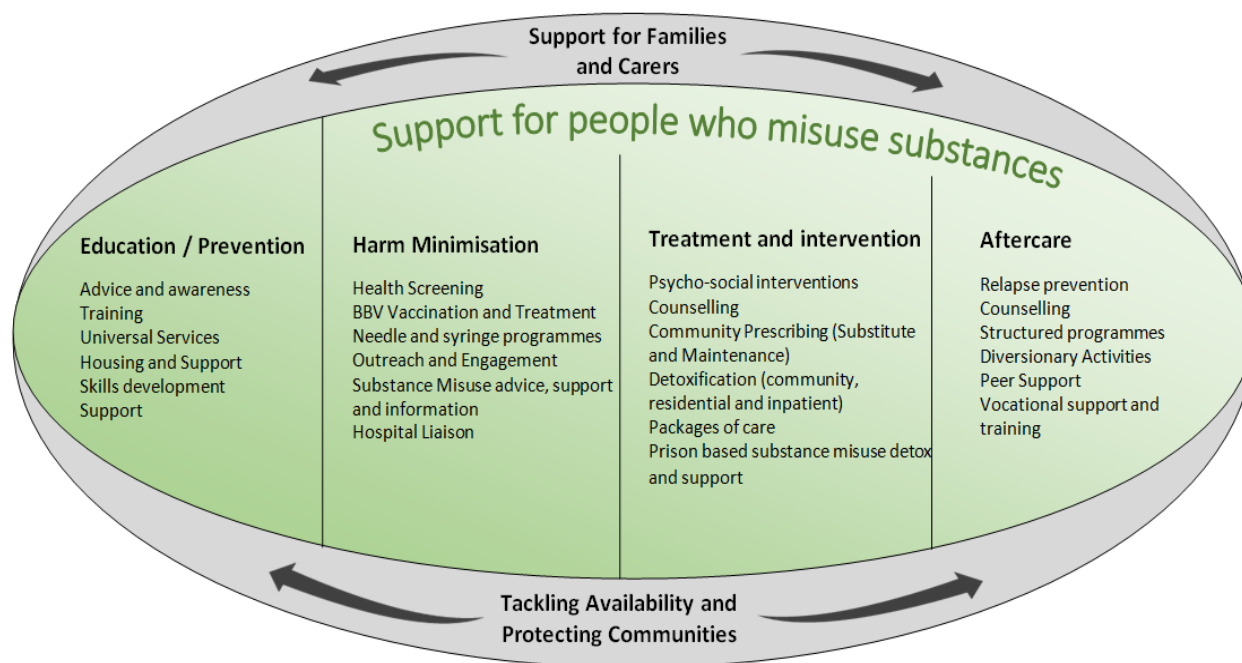 Support for Families
and Carers
Support for people who misuse substances
Education / Prevention
Advice and awareness
Training
Universal Services
Housing and Support
Skills development
Support
Harm Minimisation
Health Screening
BBV Vaccination and Treatment
Needle and syringe programmes
Outreach and Engagement
Substance Misuse advice, support
and information
Hospital Liaison
Treatment and intervention
Psycho-social interventions
Counselling
Community Prescribing (Substitute
and Maintenance)
Detoxification (community,
residential and inpatient)
Packages of care
Prison based substance misuse detox
and support
Aftercare
Relapse prevention
Counselling
Structured programmes
Diversionary Activities
Peer Support
Vocational support and
training
Tackling Availability and
Protecting Communities